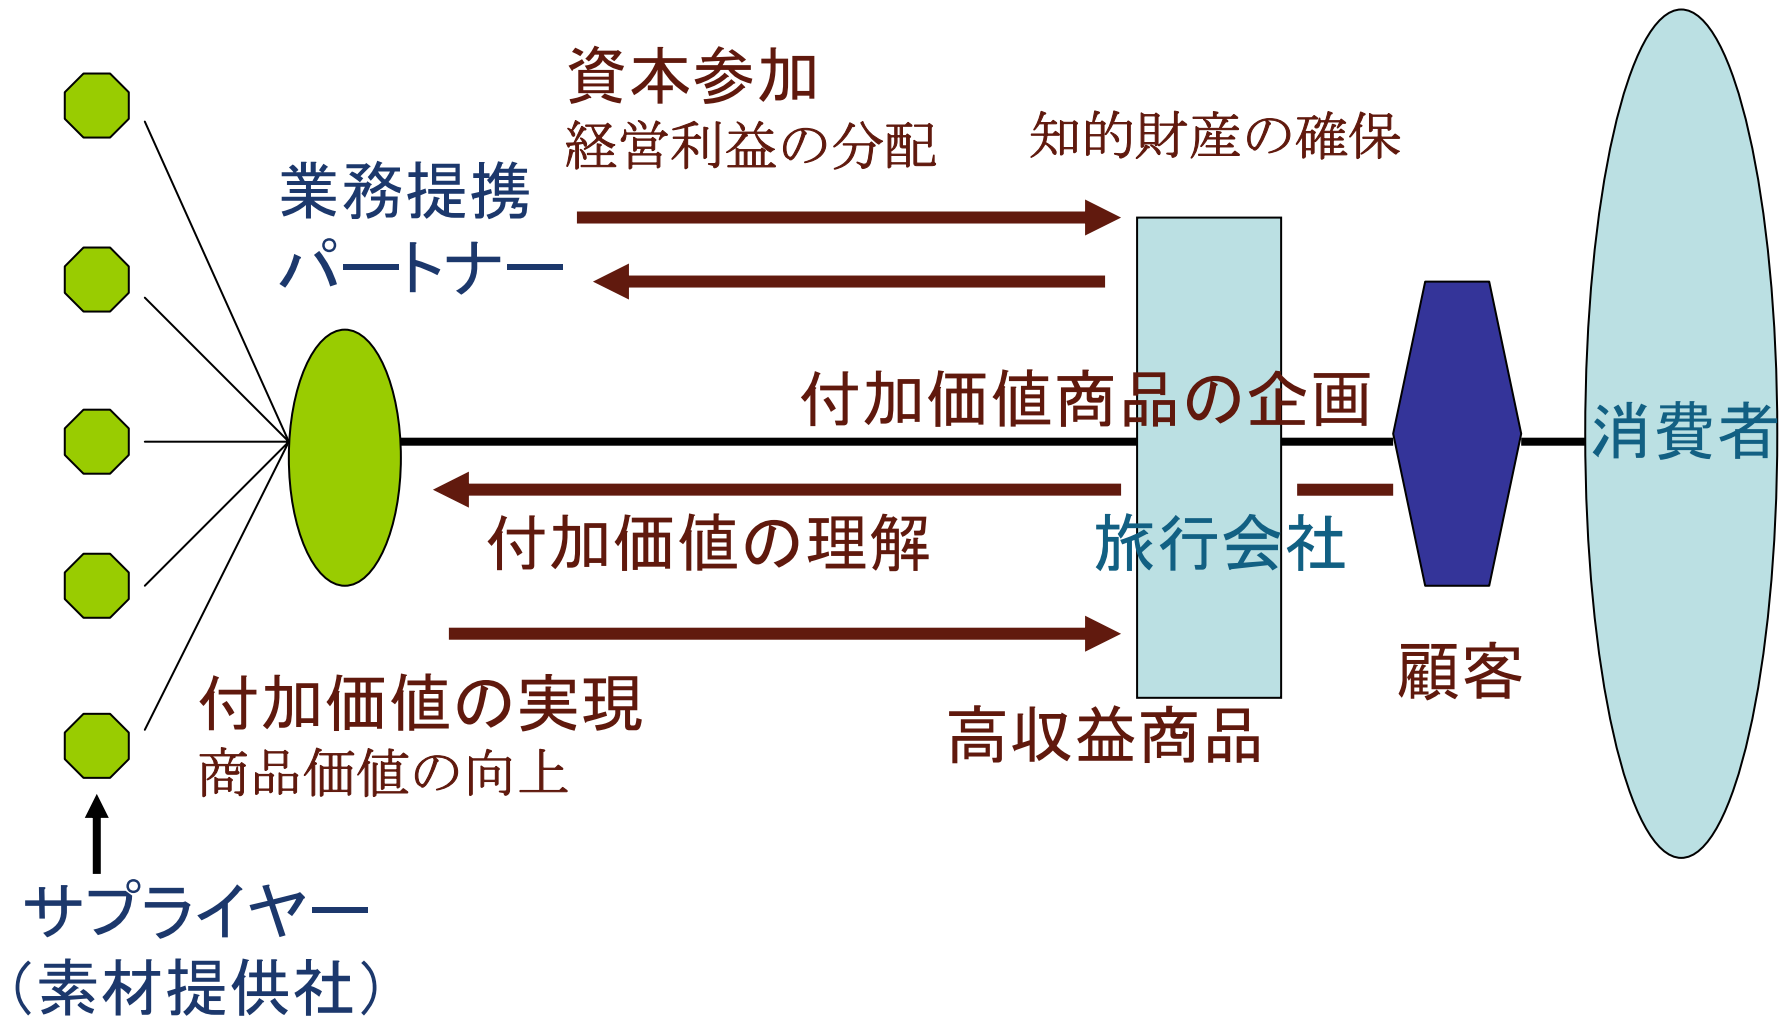 資本参加
経営利益の分配
知的財産の確保
業務提携
パートナー
付加価値商品の企画
消費者
付加価値の理解
旅行会社
顧客
付加価値の実現
商品価値の向上
高収益商品
サプライヤー
（素材提供社）